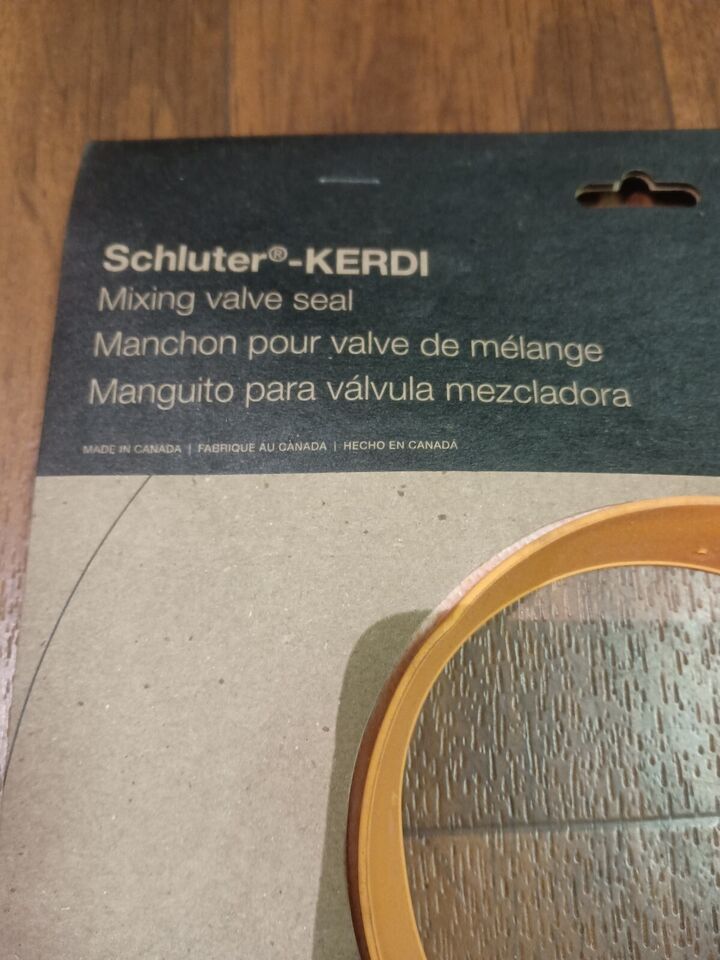 Schluter®-KERDI
Mixing valve seal
Manchon pour valve de mélange
Manguito para válvula mezcladora
MADE IN CANADA | FABRIQUE AU CANADA | HECHO EN CANADÁ